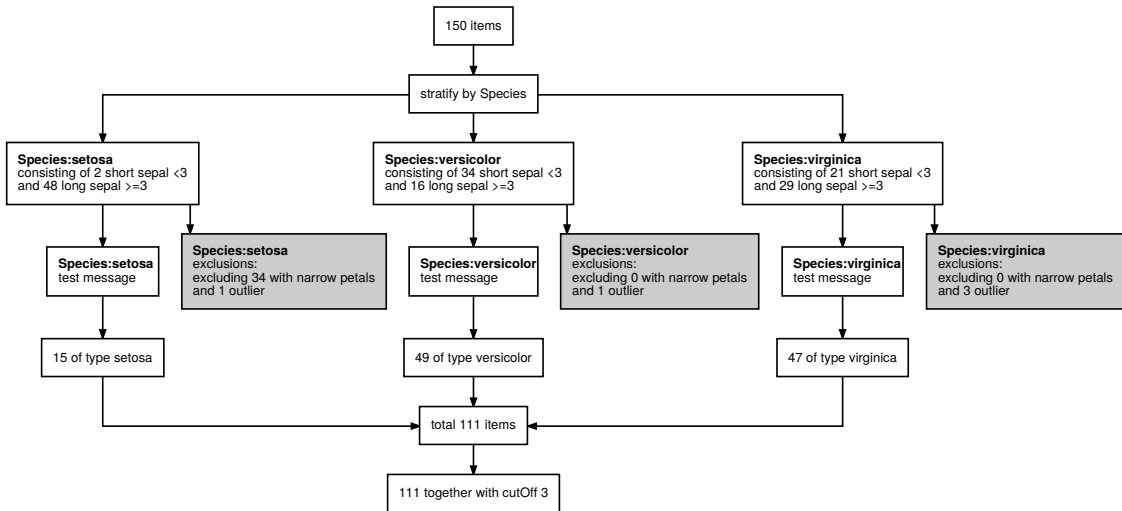 150 items
stratify by Species
Species:setosa
consisting of 2 short sepal <3
and 48 long sepal >=3
Species:versicolor
consisting of 34 short sepal <3
and 16 long sepal >=3
Species:virginica
consisting of 21 short sepal <3
and 29 long sepal >=3
Species:setosa
test message
Species:setosa
exclusions:
excluding 34 with narrow petals
and 1 outlier
Species:versicolor
test message
Species:versicolor
exclusions:
excluding 0 with narrow petals
and 1 outlier
Species:virginica
test message
Species:virginica
exclusions:
excluding 0 with narrow petals
and 3 outlier
15 of type setosa
49 of type versicolor
47 of type virginica
total 111 items
111 together with cutOff 3